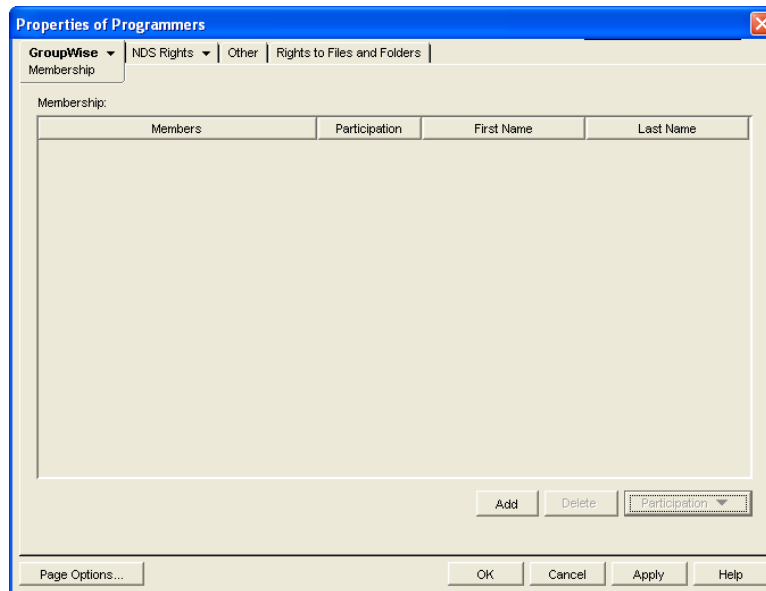 Properties of Programmers
GroupWise NDS Rights Other Rights to Files and Folders
Membership
Membership:
Members Participation First Name Last Name
Add Delete Participation
Page Options... OK Cancel Apply Help